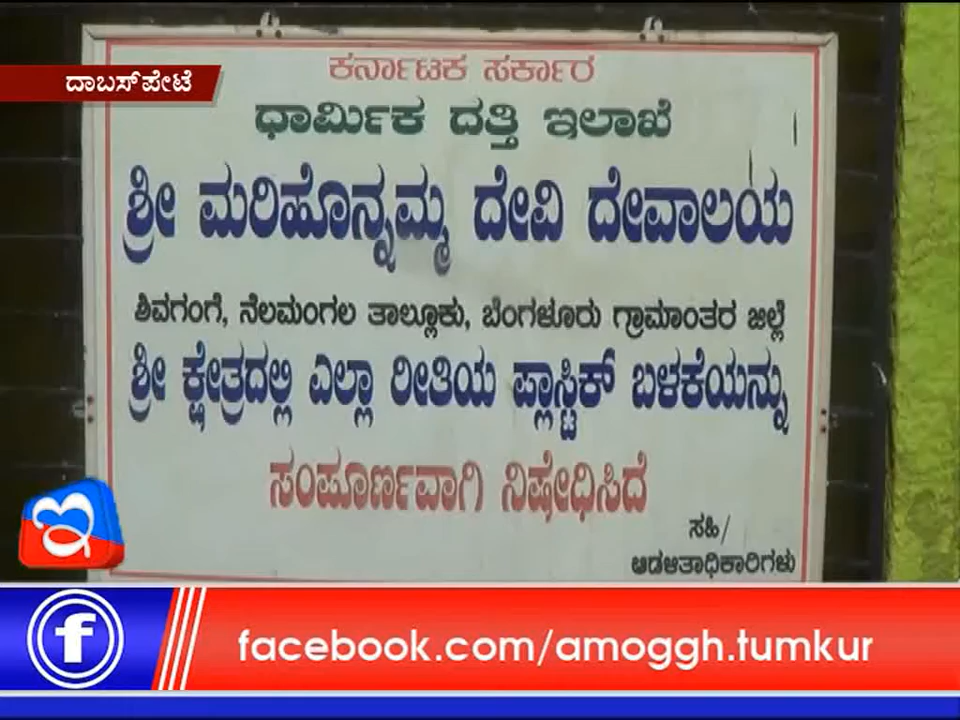 ದಾಬಸ್‌ಪೇಟೆ
ಕರ್ನಾಟಕ ಸರ್ಕಾರ
ಧಾರ್ಮಿಕ ದತ್ತಿ ಇಲಾಖೆ
ಶ್ರೀ ಮರಿಹೊನ್ನಮ್ಮ ದೇವಿ ದೇವಾಲಯ
ಶಿವಗಂಗೆ, ನೆಲಮಂಗಲ ತಾಲ್ಲೂಕು, ಬೆಂಗಳೂರು ಗ್ರಾಮಾಂತರ ಜಿಲ್ಲೆ
ಶ್ರೀ ಕ್ಷೇತ್ರದಲ್ಲಿ ಎಲ್ಲಾ ರೀತಿಯ ಪ್ಲಾಸ್ಟಿಕ್ ಬಳಕೆಯನ್ನು
ಸಂಪೂರ್ಣವಾಗಿ ನಿಷೇಧಿಸಿದೆ
ಸಹಿ/
ಆಡಳಿತಾಧಿಕಾರಿಗಳು
facebook.com/amoggh.tumkur